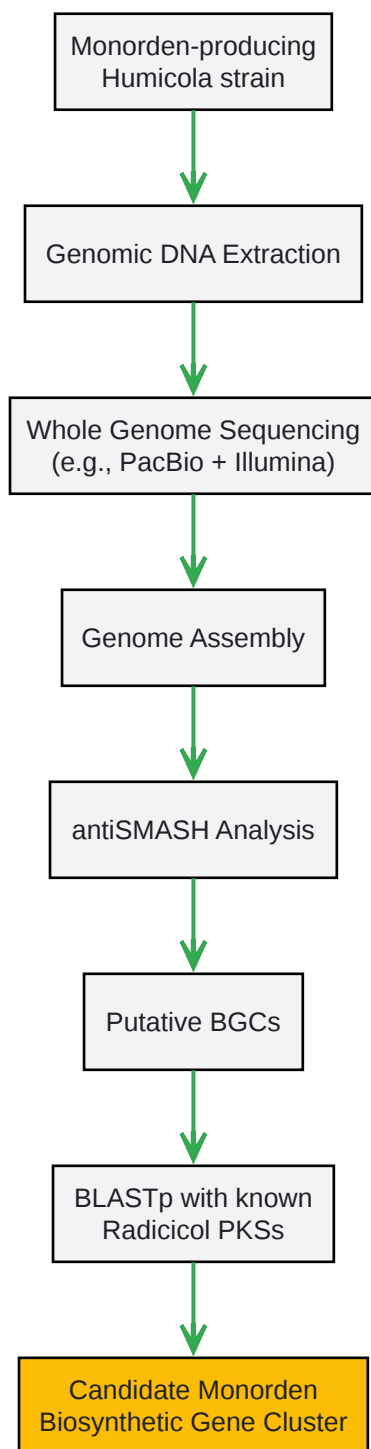 Monorden-producing
Humicola strain
Genomic DNA Extraction
Whole Genome Sequencing
(e.g., PacBio + Illumina)
Genome Assembly
antiSMASH Analysis
Putative BGCs
BLASTp with known
Radicicol PKSs
Candidate Monorden
Biosynthetic Gene Cluster